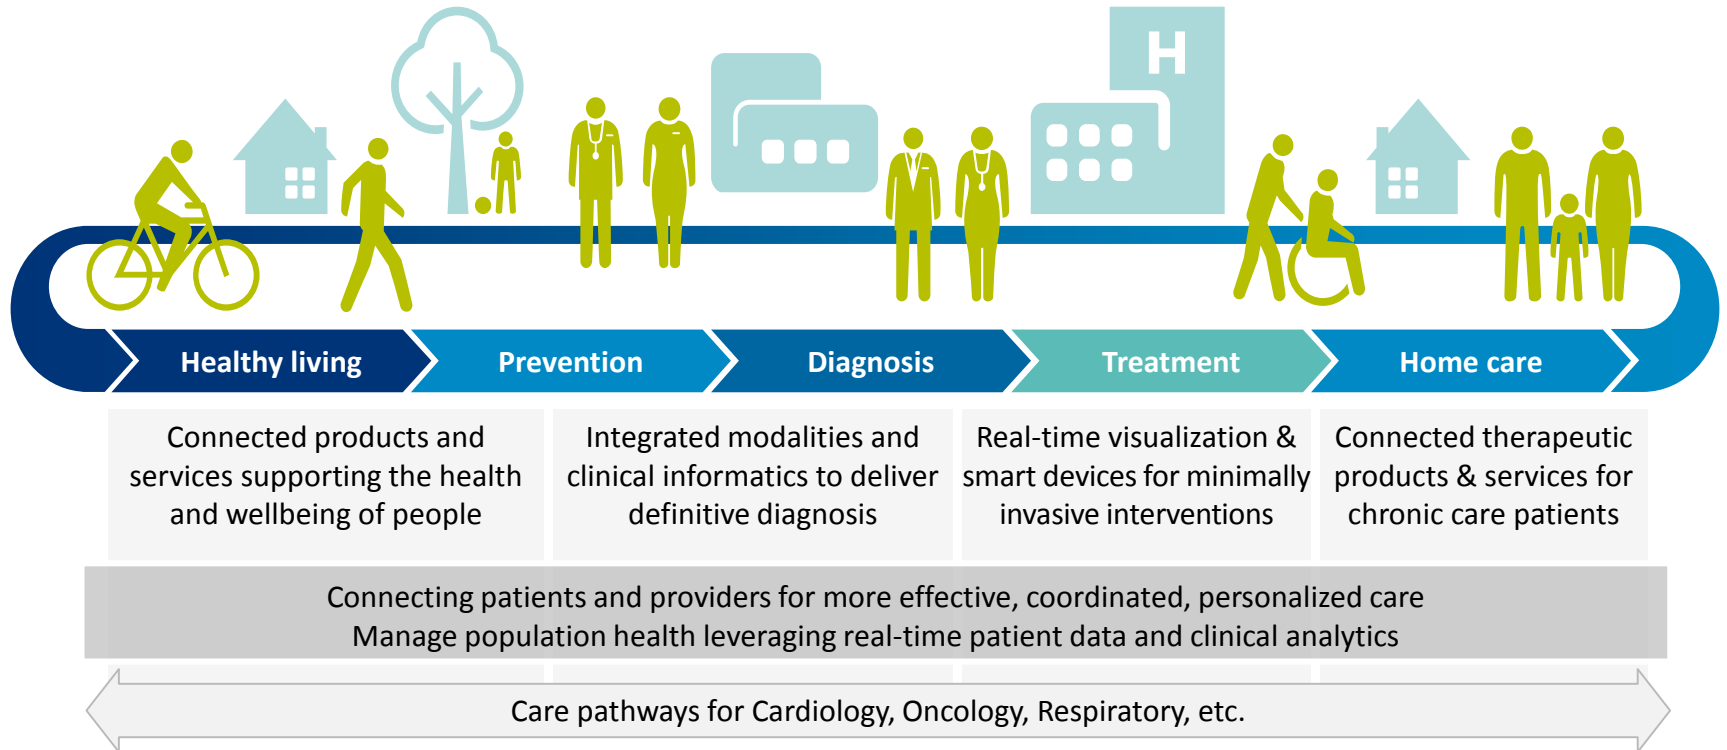 H
Healthy living
Prevention
Diagnosis
Treatment
Home care
Connected products and
services supporting the health
and wellbeing of people
Integrated modalities and
clinical informatics to deliver
definitive diagnosis
Real-time visualization &
smart devices for minimally
invasive interventions
Connected therapeutic
products & services for
chronic care patients
Connecting patients and providers for more effective, coordinated, personalized care
Manage population health leveraging real-time patient data and clinical analytics
Care pathways for Cardiology, Oncology, Respiratory, etc.